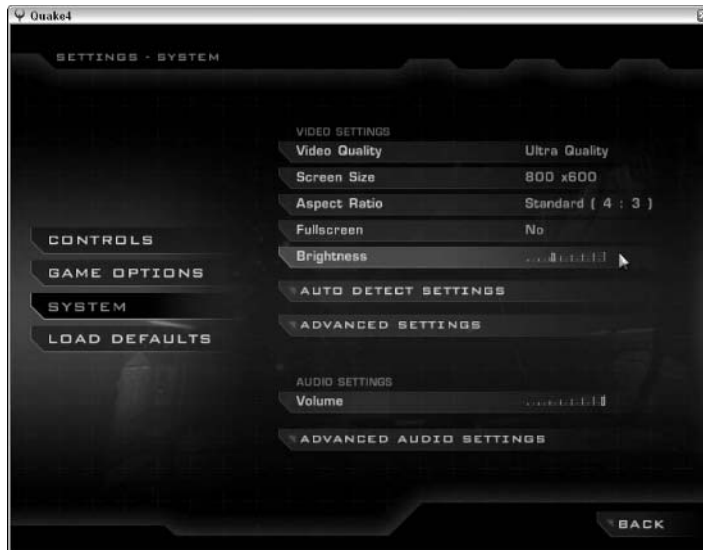 Quake4
SETTINGS - SYSTEM
VIDEO SETTINGS
Video Quality Ultra Quality
Screen Size 800 x600
Aspect Ratio Standard ( 4 : 3 )
Fullscreen No
Brightness
AUTO DETECT SETTINGS
ADVANCED SETTINGS
AUDIO SETTINGS
Volume
ADVANCED AUDIO SETTINGS
CONTROLS
GAME OPTIONS
SYSTEM
LOAD DEFAULTS
BACK